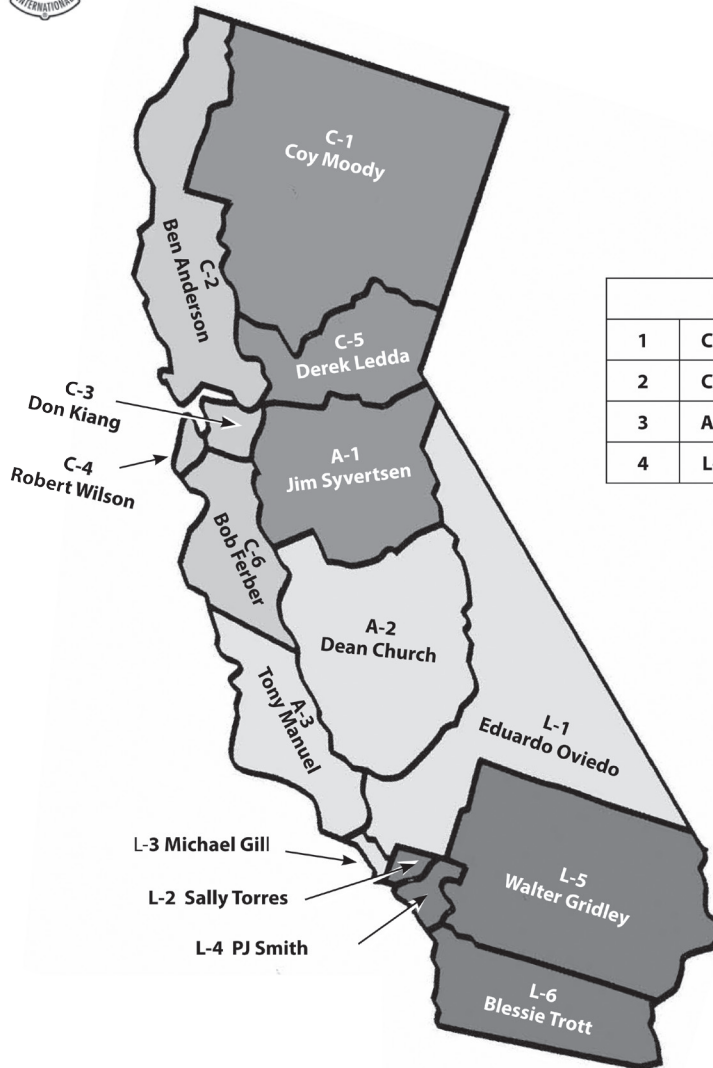 INTERNATIONAL
C-1
Coy Moody
C-2
Ben Anderson
C-5
Derek Ledda
C-3
Don Kiang
C-4
Robert Wilson
A-1
Jim Syvertsen
C-6
Bob Ferber
A-2
Dean Church
A-3
Tony Manuel
L-1
Eduardo Oviedo
L-3 Michael Gill
L-2 Sally Torres
L-4 PJ Smith
L-5
Walter Gridley
L-6
Blessie Trott
1 C
2 C
3 A
4 L